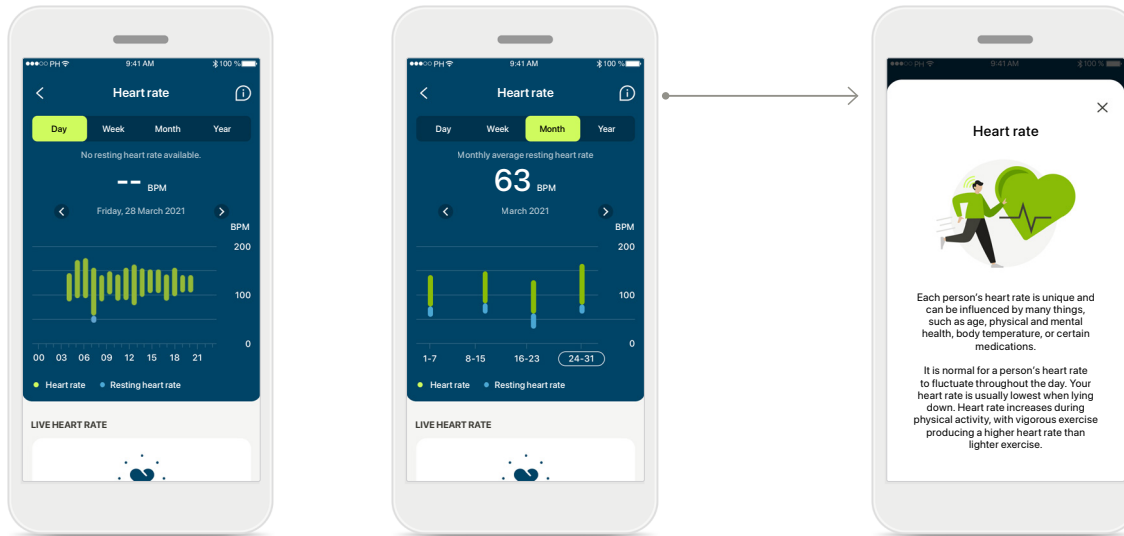 PH 9:41 AM 100 %
Heart rate
Day Week Month Year
No resting heart rate available.
-- BPM
Friday, 28 March 2021
BPM
200
100
0
00 03 06 09 12 15 18 21
Heart rate Resting heart rate
LIVE HEART RATE
PH 9:41 AM 100 %
Heart rate
Day Week Month Year
Monthly average resting heart rate
63 BPM
March 2021
BPM
200
100
0
1-7 8-15 16-23 24-31
Heart rate Resting heart rate
LIVE HEART RATE
PH 9:41 AM 100 %
Heart rate
Each person's heart rate is unique and
can be influenced by many things,
such as age, physical and mental
health, body temperature, or certain
medications.
It is normal for a person's heart rate
to fluctuate throughout the day. Your
heart rate is usually lowest when lying
down. Heart rate increases during
physical activity, with vigorous exercise
producing a higher heart rate than
lighter exercise.